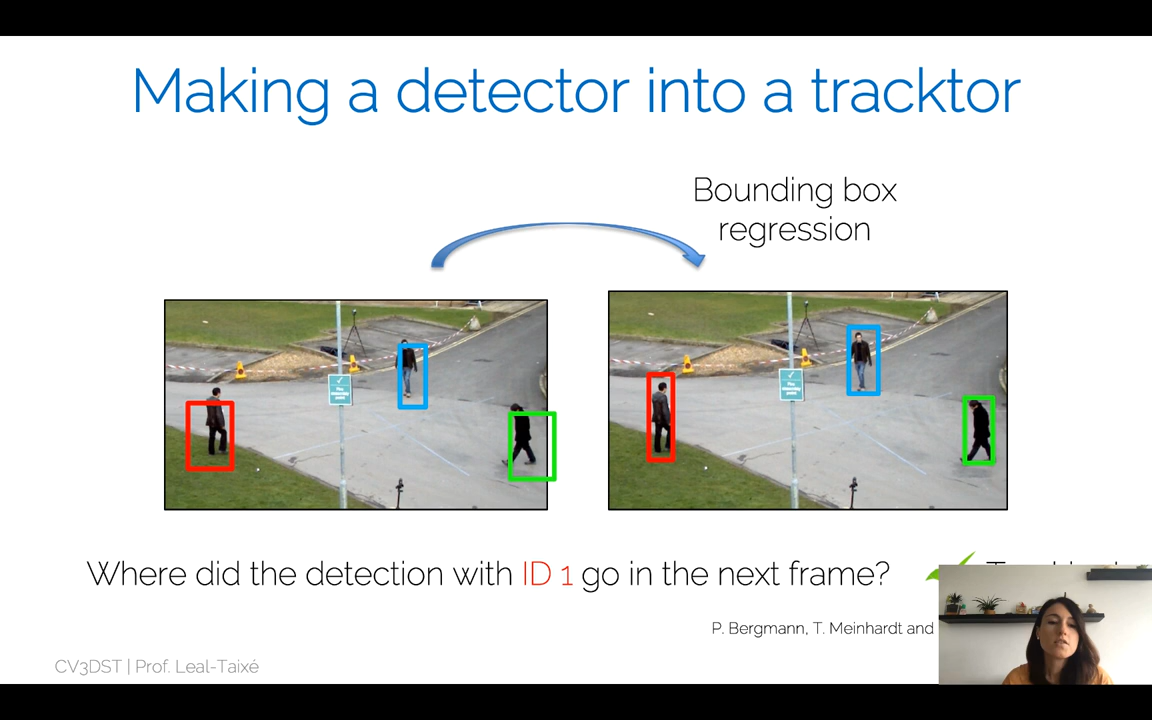 Making a detector into a tracktor
Bounding box
regression
Where did the detection with ID 1 go in the next frame?
P. Bergmann, T. Meinhardt and
CV3DST | Prof. Leal-Taixé